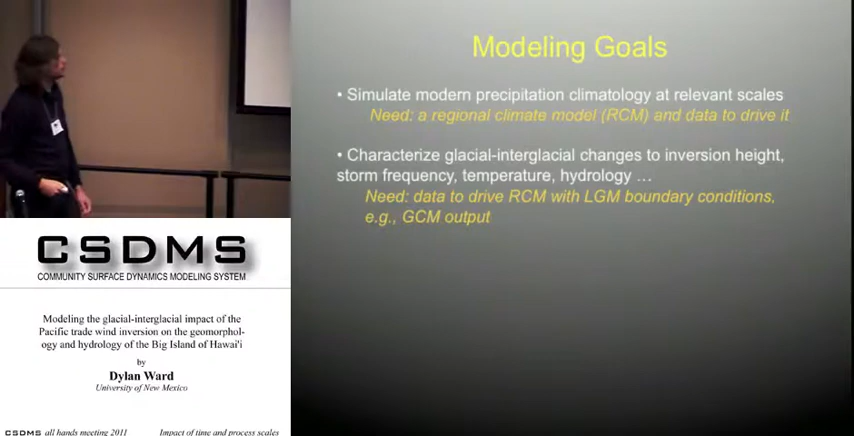 Modeling Goals
• Simulate modern precipitation climatology at relevant scales
Need: a regional climate model (RCM) and data to drive it
• Characterize glacial-interglacial changes to inversion height,
storm frequency, temperature, hydrology ...
Need: data to drive RCM with LGM boundary conditions,
e.g., GCM output
CSDMS
COMMUNITY SURFACE DYNAMICS MODELING SYSTEM
Modeling the glacial-interglacial impact of the
Pacific trade wind inversion on the geomorphol-
ogy and hydrology of the Big Island of Hawai'i
by
Dylan Ward
University of New Mexico
CSDMS all hands meeting 2011 Impact of time and process scales